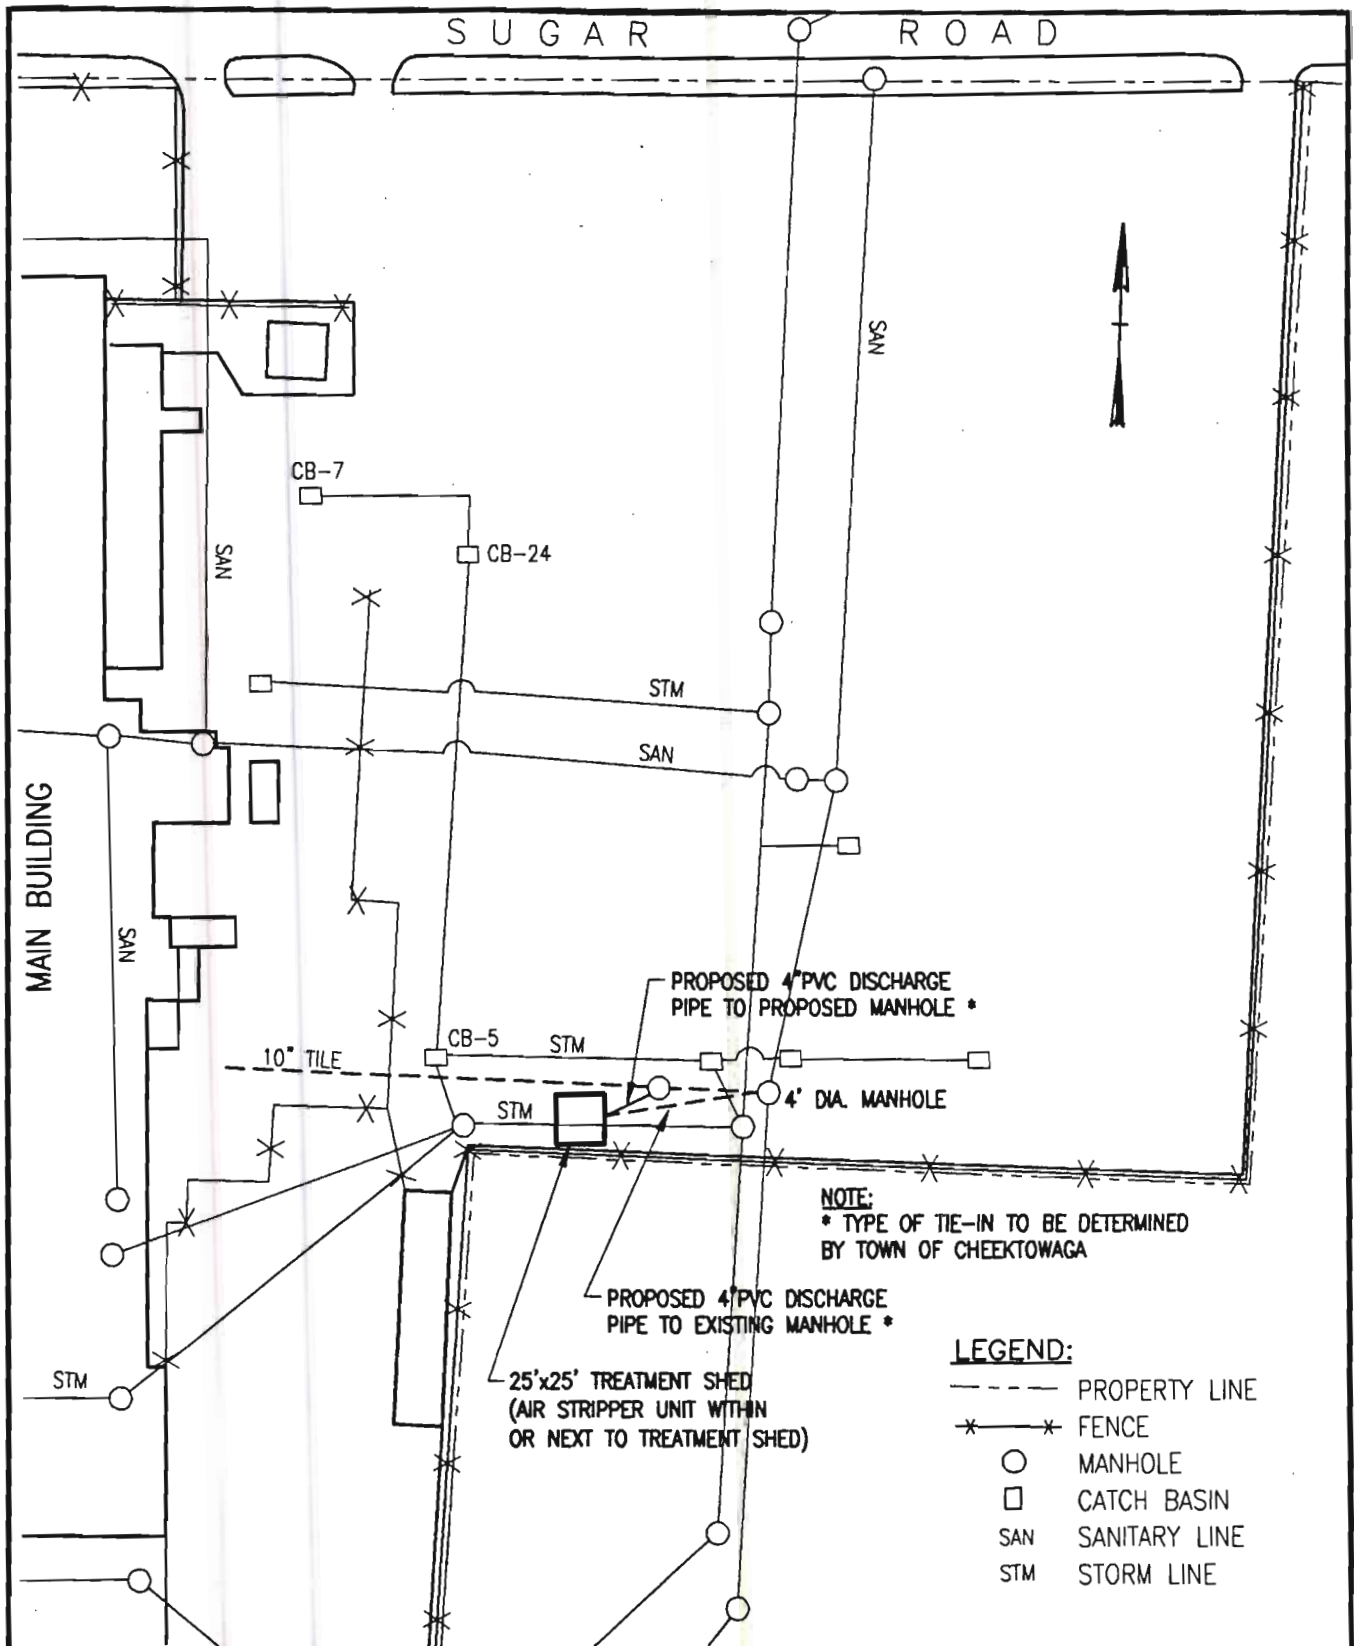 SUGAR ROAD
SAN
CB-7
CB-24
SAN
STM
SAN
MAIN BUILDING
SAN
PROPOSED 4"PVC DISCHARGE
PIPE TO PROPOSED MANHOLE *
CB-5
STM
10" TILE
4' DIA. MANHOLE
STM
NOTE:
* TYPE OF TIE-IN TO BE DETERMINED
BY TOWN OF CHEEKTOWAGA
PROPOSED 4"PVC DISCHARGE
PIPE TO EXISTING MANHOLE *
STM
25'x25' TREATMENT SHED
(AIR STRIPPER UNIT WITHIN
OR NEXT TO TREATMENT SHED)
LEGEND:
PROPERTY LINE
FENCE
MANHOLE
CATCH BASIN
SAN SANITARY LINE
STM STORM LINE